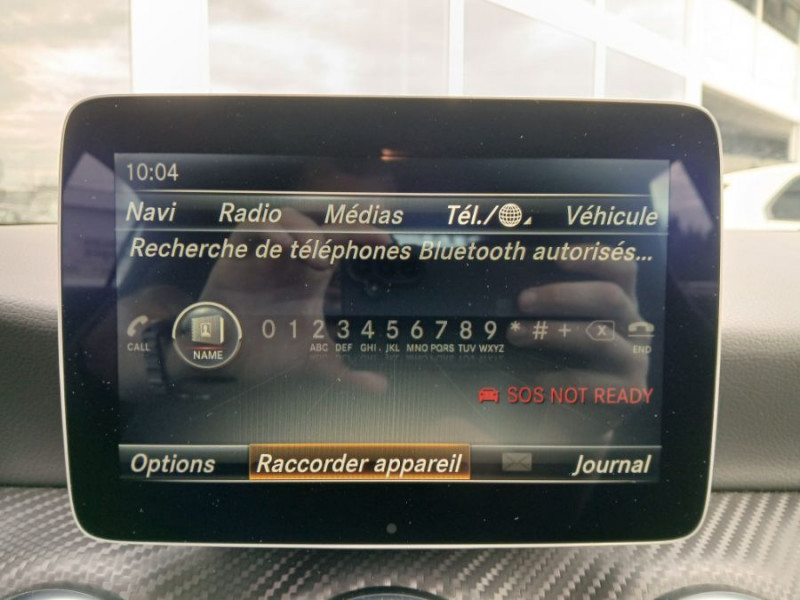 10:04
Navi Radio Médias Tél./ Véhicule
Recherche de téléphones Bluetooth autorisés...
CALL NAME 0 1 2 3 4 5 6 7 8 9 * # + x END
ABC DEF GHI JKL MNO PQRS TUV WXYZ
SOS NOT READY
Options Raccorder appareil Journal